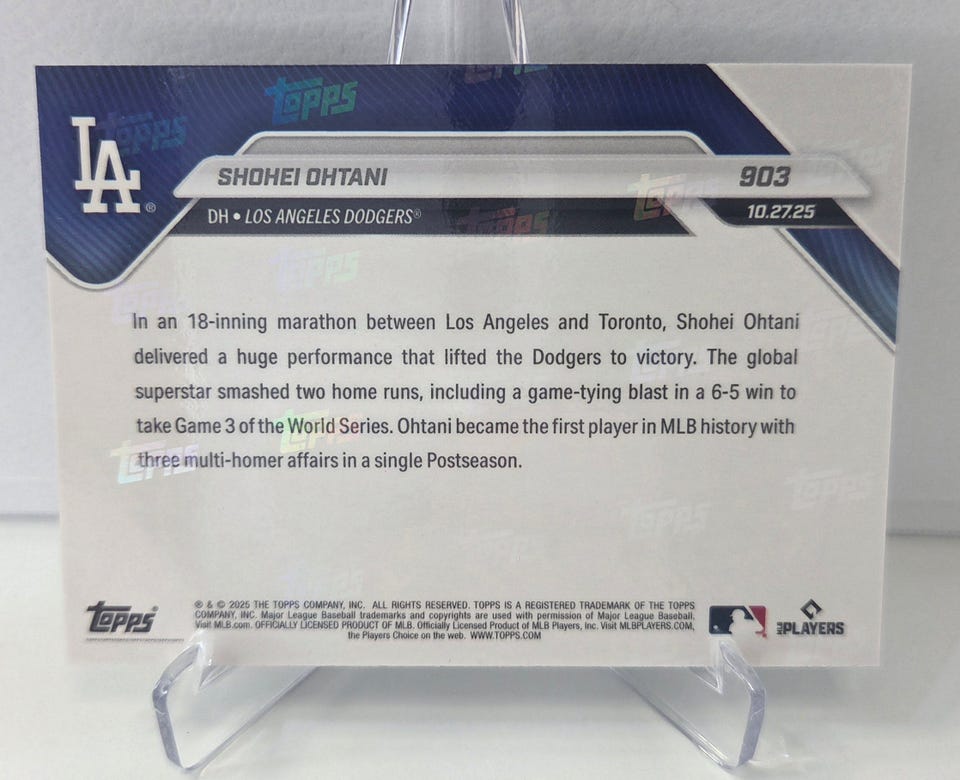 LA®
SHOHEI OHTANI
903
DH • LOS ANGELES DODGERS®
10.27.25
In an 18-inning marathon between Los Angeles and Toronto, Shohei Ohtani
delivered a huge performance that lifted the Dodgers to victory. The global
superstar smashed two home runs, including a game-tying blast in a 6-5 win to
take Game 3 of the World Series. Ohtani became the first player in MLB history with
three multi-homer affairs in a single Postseason.
topps®
® & © 2025 THE TOPPS COMPANY, INC. ALL RIGHTS RESERVED. TOPPS IS A REGISTERED TRADEMARK OF THE TOPPS
COMPANY, INC. Major League Baseball trademarks and copyrights are used with permission of Major League Baseball.
Visit MLB.com. OFFICIALLY LICENSED PRODUCT OF MLB. Officially Licensed Product of MLB Players, Inc. Visit MLBPLAYERS.COM,
the Players Choice on the web. WWW.TOPPS.COM
MLB PLAYERS